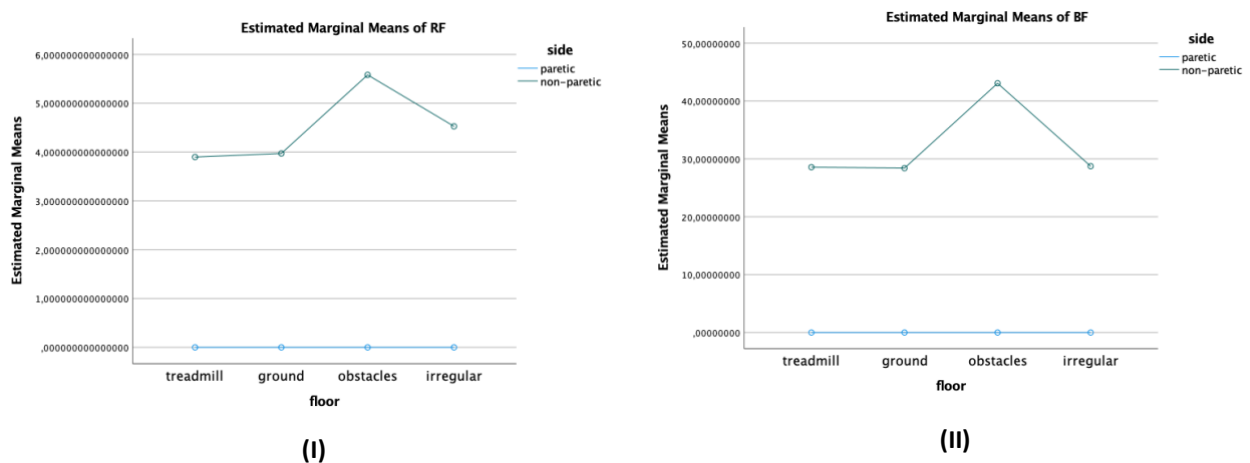 Estimated Marginal Means of RF
side
paretic
non-paretic
Estimated Marginal Means
6,000000000000000
5,000000000000000
4,000000000000000
3,000000000000000
2,000000000000000
1,000000000000000
,000000000000000
treadmill ground obstacles irregular
floor
(I)
Estimated Marginal Means of BF
side
paretic
non-paretic
Estimated Marginal Means
50,00000000
40,00000000
30,00000000
20,00000000
10,00000000
,00000000
treadmill ground obstacles irregular
floor
(II)